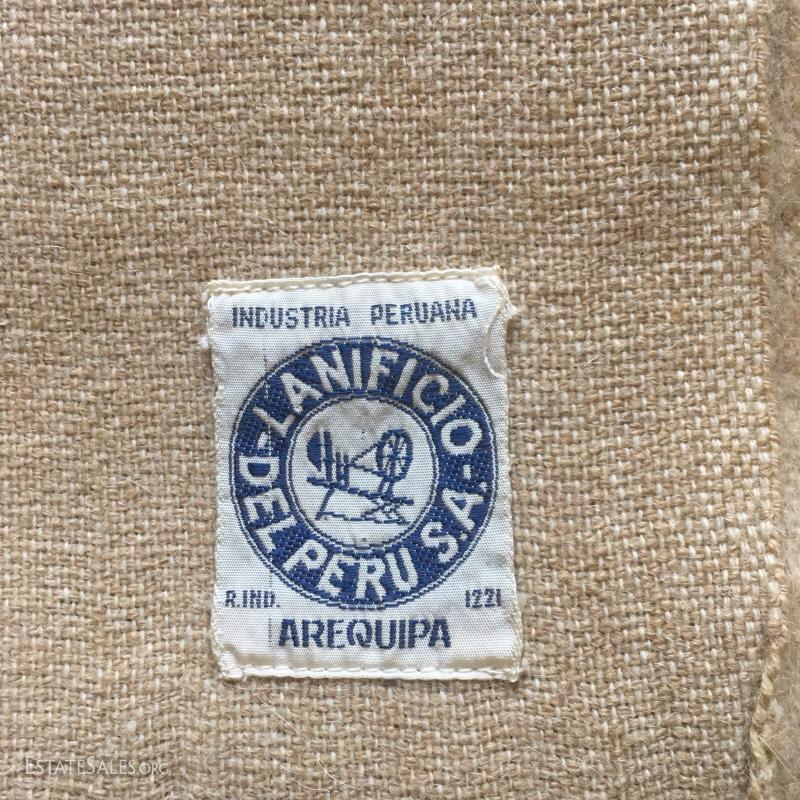 INDUSTRIA PERUANA
LANIFICIO
DEL PERU S.A.
R.IND. 1221
AREQUIPA
ESTATESALES.ORG